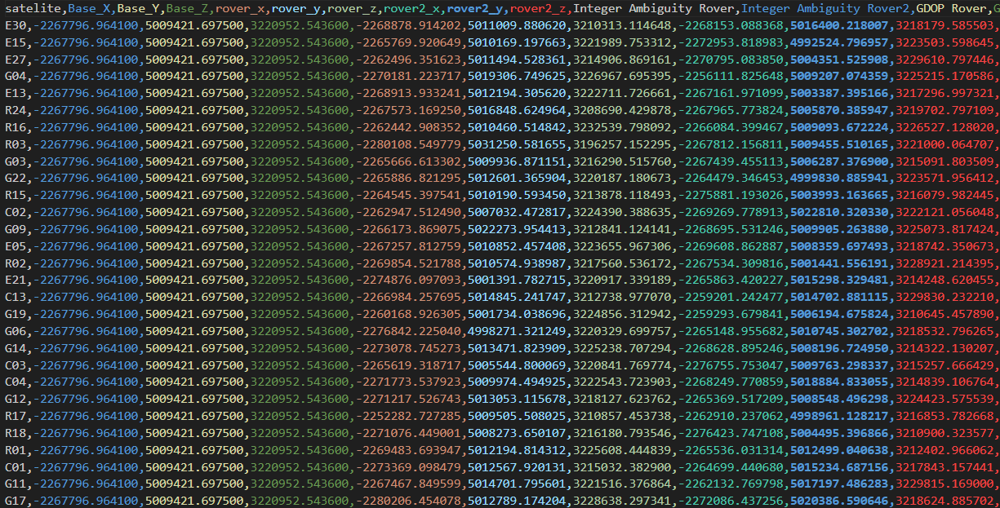 satelite,Base_X,Base_Y,Base_Z,rover_x,rover_y,rover_z,rover2_x,rover2_y,rover2_z,Integer Ambiguity Rover,Integer Ambiguity Rover2,GDOP Rover,G
E30,-2267796.964100,5009421.697500,3220952.543600,-2268878.914202,5011009.880620,3210313.114648,-2268153.088368,5016400.218007,3218179.585503,
E15,-2267796.964100,5009421.697500,3220952.543600,-2265769.920649,5010169.197663,3221989.753312,-2272953.818983,4992524.796957,3223503.598645,
E27,-2267796.964100,5009421.697500,3220952.543600,-2262496.351623,5011494.528361,3214906.869161,-2270795.083850,5004351.525908,3229610.797446,
G04,-2267796.964100,5009421.697500,3220952.543600,-2270181.223717,5019306.749625,3226967.695395,-2256111.825648,5009207.074359,3225215.170586,
E13,-2267796.964100,5009421.697500,3220952.543600,-2268913.933241,5012194.305620,3222711.726661,-2267161.971099,5003387.395166,3217296.997321,
R24,-2267796.964100,5009421.697500,3220952.543600,-2267573.169250,5016848.624964,3208690.429878,-2267965.773824,5005870.385947,3219702.797109,
R16,-2267796.964100,5009421.697500,3220952.543600,-2262442.908352,5010460.514842,3232539.798092,-2266084.399467,5009093.672224,3226527.128020,
R03,-2267796.964100,5009421.697500,3220952.543600,-2280108.549779,5031250.581655,3196257.152295,-2267812.156811,5009455.510165,3221000.064707,
G03,-2267796.964100,5009421.697500,3220952.543600,-2265666.613302,5009936.871151,3216290.515760,-2267439.455113,5006287.376900,3215091.803509,
G22,-2267796.964100,5009421.697500,3220952.543600,-2265886.821295,5012601.365904,3220187.180673,-2264479.346453,4999830.885941,3223571.956412,
R15,-2267796.964100,5009421.697500,3220952.543600,-2264545.397541,5010190.593450,3213878.118493,-2275881.193026,5003993.163665,3216079.982445,
C02,-2267796.964100,5009421.697500,3220952.543600,-2262947.512490,5007032.472817,3224390.388635,-2269269.778913,5022810.320330,3222121.056048,
G09,-2267796.964100,5009421.697500,3220952.543600,-2266173.869075,5022273.954413,3212841.124141,-2268695.531246,5009905.263880,3225073.817424,
E05,-2267796.964100,5009421.697500,3220952.543600,-2267257.812759,5010852.457408,3223655.967306,-2269608.862887,5008359.697493,3218742.350673,
R02,-2267796.964100,5009421.697500,3220952.543600,-2269854.521788,5010574.938987,3217560.536172,-2267534.309816,5001441.556191,3228921.214395,
E21,-2267796.964100,5009421.697500,3220952.543600,-2274876.097093,5001391.782715,3220917.339189,-2265863.420227,5015298.329481,3214248.620455,
C13,-2267796.964100,5009421.697500,3220952.543600,-2266984.257695,5014845.241747,3212738.977070,-2259201.242477,5014702.881115,3229830.232210,
G19,-2267796.964100,5009421.697500,3220952.543600,-2260168.926305,5001734.038696,3224856.312942,-2259293.679841,5006194.675824,3210645.457890,
G06,-2267796.964100,5009421.697500,3220952.543600,-2276842.225040,4998271.321249,3220329.699757,-2265148.955682,5010745.302702,3218532.796265,
G14,-2267796.964100,5009421.697500,3220952.543600,-2273078.745273,5013471.823909,3225238.707294,-2268628.895246,5008196.724950,3214322.130207,
C03,-2267796.964100,5009421.697500,3220952.543600,-2265619.318717,5005544.800069,3220841.769774,-2276755.753047,5009763.298337,3215257.666429,
C04,-2267796.964100,5009421.697500,3220952.543600,-2271773.537923,5009974.494925,3222543.723903,-2268249.770859,5018884.833055,3214839.106764,
G12,-2267796.964100,5009421.697500,3220952.543600,-2271217.526743,5013053.115678,3218127.623762,-2265369.517209,5008548.496298,3224423.575539,
R17,-2267796.964100,5009421.697500,3220952.543600,-2252282.727285,5009505.508025,3210857.453738,-2262910.237062,4998961.128217,3216853.782668,
R18,-2267796.964100,5009421.697500,3220952.543600,-2271076.449001,5008273.650107,3216180.793546,-2276423.747108,5004495.396866,3210900.323577,
R01,-2267796.964100,5009421.697500,3220952.543600,-2269483.693947,5012194.814312,3225608.444839,-2265536.031314,5012499.040638,3212402.966062,
C01,-2267796.964100,5009421.697500,3220952.543600,-2273369.098479,5012567.920131,3215032.382900,-2264699.440680,5015234.687156,3217843.157441,
G11,-2267796.964100,5009421.697500,3220952.543600,-2267467.849599,5014701.795601,3221516.376864,-2262132.769798,5017197.486283,3229815.169000,
G17,-2267796.964100,5009421.697500,3220952.543600,-2280206.454078,5012789.174204,3228638.297341,-2272086.437256,5020386.590646,3218624.885702,